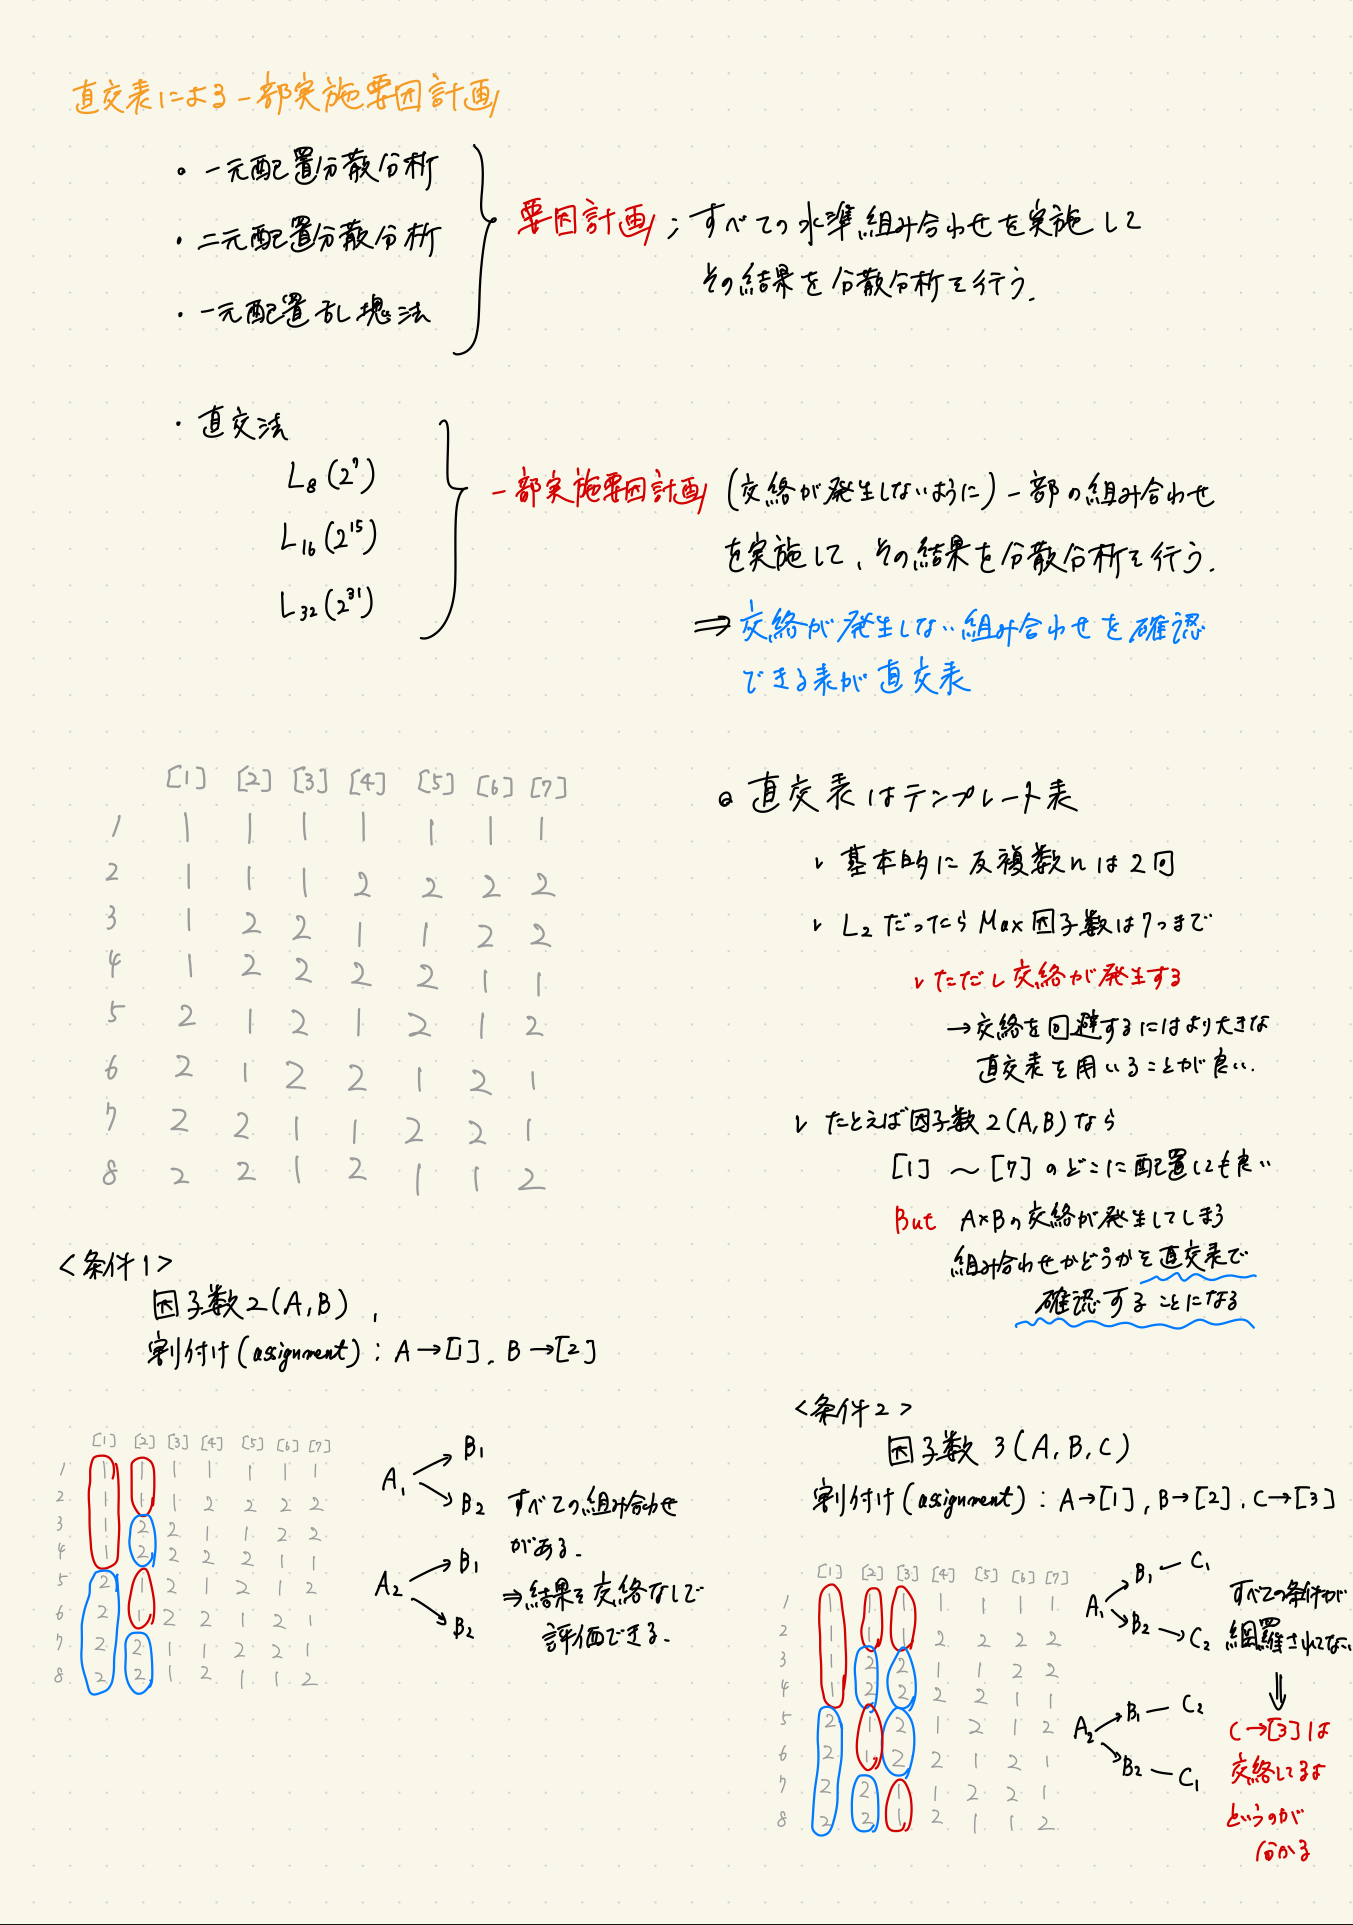 直交表による一部実施要因計画
。一元配置分散分析
・二元配置分散分析
・一元配置乱塊法
要因計画；すべての水準組み合わせを実施して
その結果を分散分析を行う.
・直交法
L8(2^7)
L16(2^15)
L32(2^31)
一部実施要因計画 (交絡が発生しないように)一部の組み合わせ
を実施して、その結果を分散分析を行う.
⇒交絡が発生しない組み合わせを確認
できる表が直交表
[1] [2] [3] [4] [5] [6] [7]
1 1 1 1 1 1 1 1
2 1 1 1 2 2 2 2
3 1 2 2 1 1 2 2
4 1 2 2 2 2 1 1
5 2 1 2 1 2 1 2
6 2 1 2 2 1 2 1
7 2 2 1 1 2 2 1
8 2 2 1 2 1 1 2
直交表はテンプレート表
基本的に反複数nは2回
L2だったらMax因子数は7つまで
ただし交絡が発生する
→交絡を回避するにはより大きな
直交表を用いることが良い.
たとえば因子数2(A,B)なら
[1]〜[7]のどこに配置しても良い
But A×Bの交絡が発生してしまう
組み合わせかどうかを直交表で
確認することになる
<条件1>
因子数2(A,B),
割付け(assignment): A→[1], B→[2]
[1] [2] [3] [4] [5] [6] [7]
1 1 1 1 1 1 1 1
2 1 1 1 2 2 2 2
3 1 2 2 1 1 2 2
4 1 2 2 2 2 1 1
5 2 1 2 1 2 1 2
6 2 1 2 2 1 2 1
7 2 2 1 1 2 2 1
8 2 2 1 2 1 1 2
A1 → B1
→ B2
A2 → B1
→ B2
すべての組み合わせ
がある.
⇒結果を交絡なしで
評価できる.
<条件2>
因子数3(A,B,C)
割付け(assignment): A→[1], B→[2], C→[3]
[1] [2] [3] [4] [5] [6] [7]
1 1 1 1 1 1 1 1
2 1 1 1 2 2 2 2
3 1 2 2 1 1 2 2
4 1 2 2 2 2 1 1
5 2 1 2 1 2 1 2
6 2 1 2 2 1 2 1
7 2 2 1 1 2 2 1
8 2 2 1 2 1 1 2
A1 → B1 — C1
→ B2 → C2
A2 → B1 — C2
→ B2 — C1
すべての条件が
網羅されてない
⇓
C→[3]は
交絡してるよ
というのが
分かる